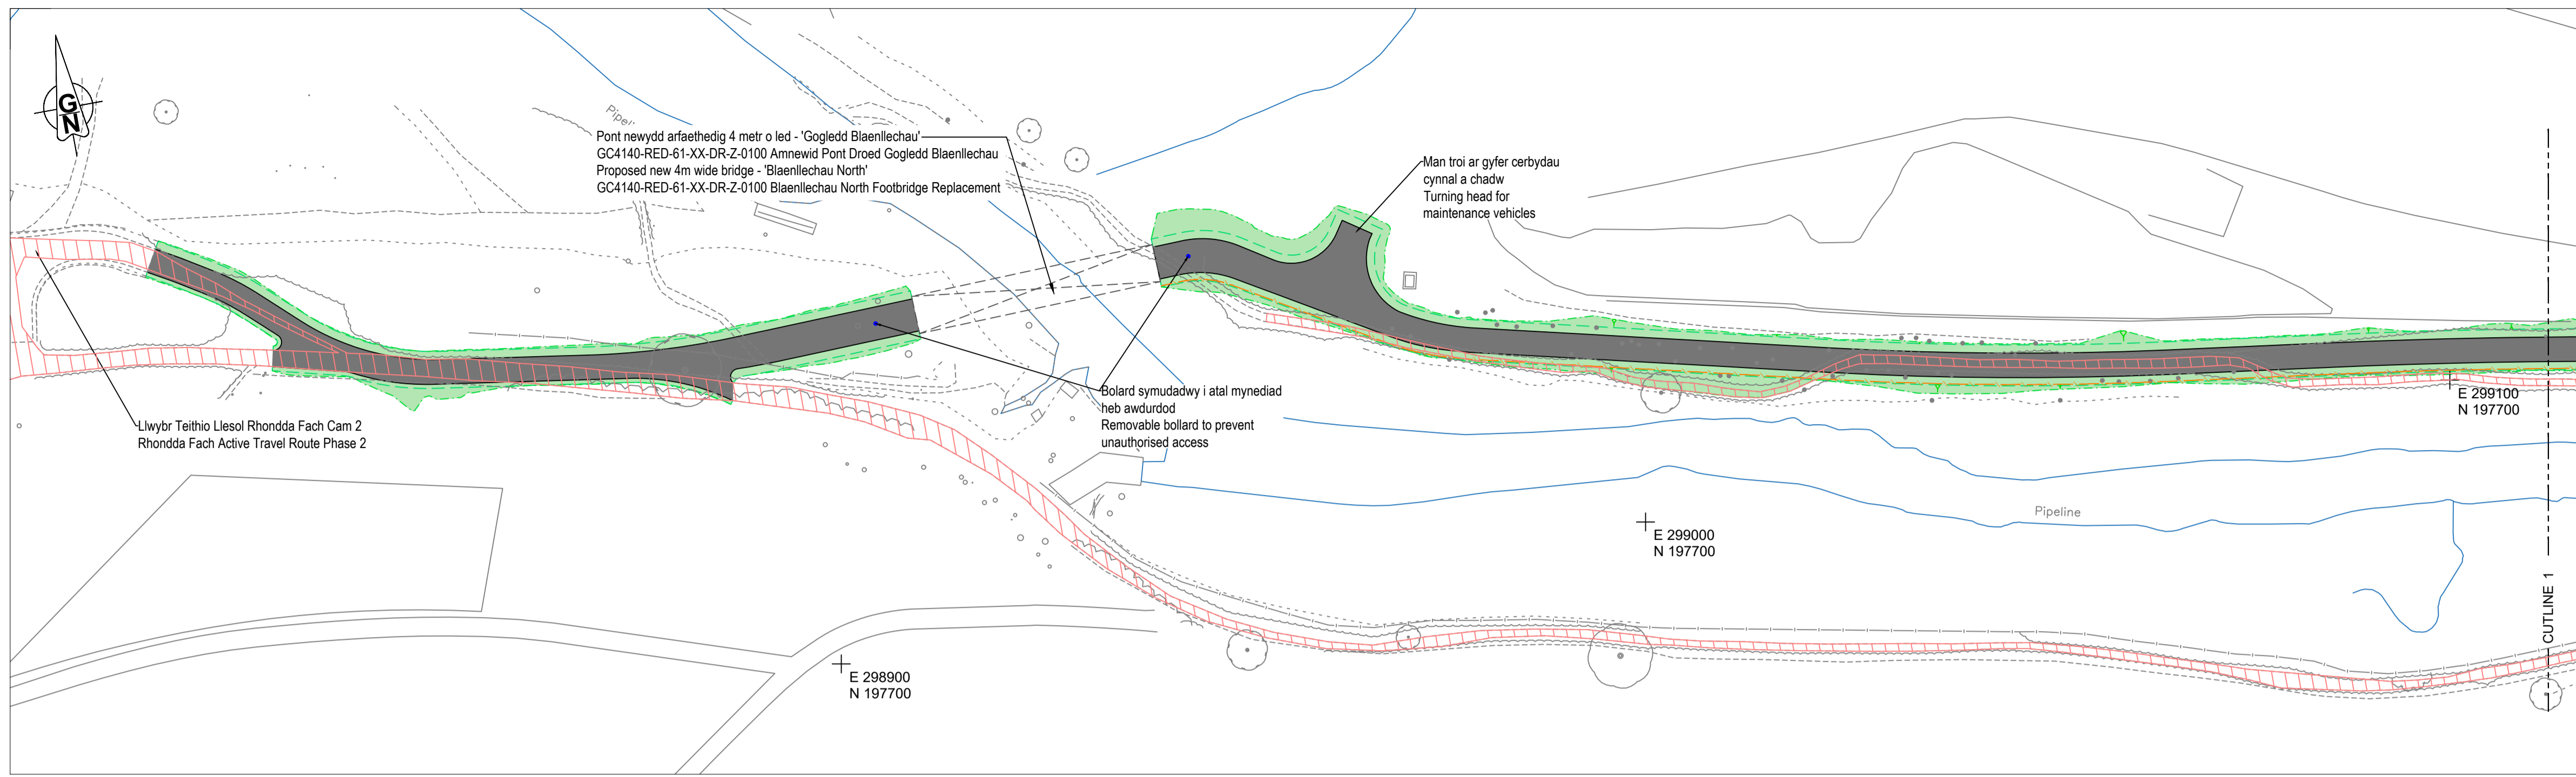 G
N
Pont newydd arfaethedig 4 metr o led - 'Gogledd Blaenllechau'
GC4140-RED-61-XX-DR-Z-0100 Amnewid Pont Droed Gogledd Blaenllechau
Proposed new 4m wide bridge - 'Blaenllechau North'
GC4140-RED-61-XX-DR-Z-0100 Blaenllechau North Footbridge Replacement
Man troi ar gyfer cerbydau
cynnal a chadw
Turning head for
maintenance vehicles
Bolard symudadwy i atal mynediad
heb awdurdod
Removable bollard to prevent
unauthorised access
Llwybr Teithio Llesol Rhondda Fach Cam 2
Rhondda Fach Active Travel Route Phase 2
E 299100
N 197700
Pipeline
E 299000
N 197700
E 298900
N 197700
CUTLINE 1